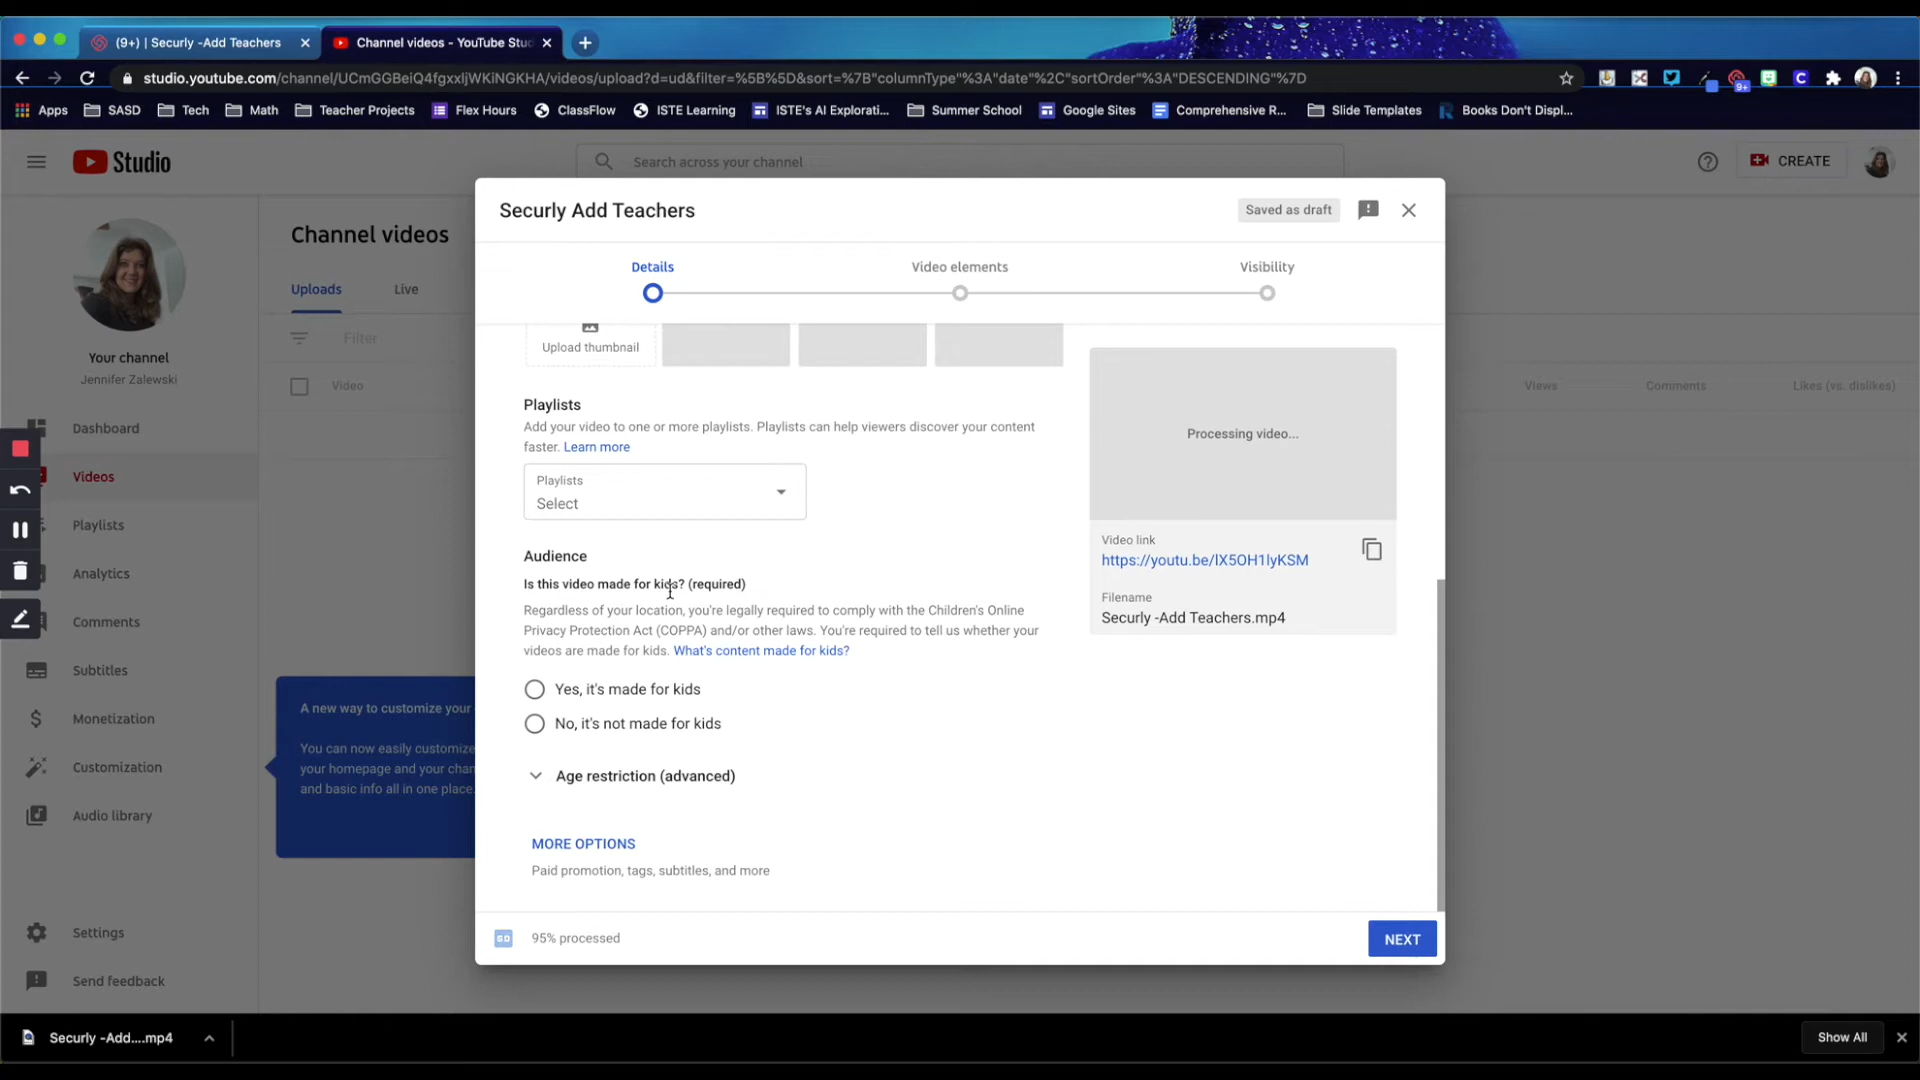 (9+) | Securly -Add Teachers
Channel videos - YouTube Stu
studio.youtube.com/channel/UCmGGBeiQ4fgxxljWKiNGKHA/videos/upload?d=ud&filter=%5B%5D&sort=%7B"columnType"%3A"date"%2C"sortOrder"%3A"DESCENDING"%7D
9+
Apps SASD Tech Math Teacher Projects Flex Hours ClassFlow ISTE Learning ISTE's AI Explorati... Summer School Google Sites Comprehensive R... Slide Templates Books Don't Displ...
Studio
Search across your channel
CREATE
Your channel
Jennifer Zalewski
Dashboard
Videos
Playlists
Analytics
Comments
Subtitles
Monetization
Customization
Audio library
Settings
Send feedback
Channel videos
Uploads Live
Filter
Video
Views Comments Likes (vs. dislikes)
A new way to customize your
You can now easily customize
your homepage and your chan
and basic info all in one place.
Securly Add Teachers
Saved as draft
Details Video elements Visibility
Upload thumbnail
Playlists
Add your video to one or more playlists. Playlists can help viewers discover your content
faster. Learn more
Playlists
Select
Audience
Is this video made for kids? (required)
Regardless of your location, you're legally required to comply with the Children's Online
Privacy Protection Act (COPPA) and/or other laws. You're required to tell us whether your
videos are made for kids. What's content made for kids?
Yes, it's made for kids
No, it's not made for kids
Age restriction (advanced)
MORE OPTIONS
Paid promotion, tags, subtitles, and more
Processing video...
Video link
https://youtu.be/lX5OH1lyKSM
Filename
Securly -Add Teachers.mp4
SD
95% processed
NEXT
Securly -Add....mp4
Show All